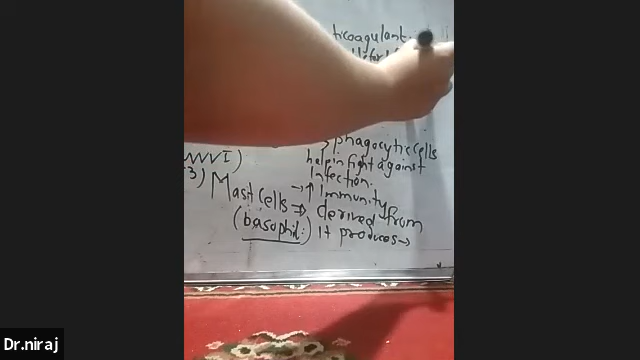 ticoagulant.
phagocytic cells
help in fight against
Infection.
3) Mast Cells → ↑ Immunity
⇒ derived from
(basophil:) It produces →
Dr.niraj